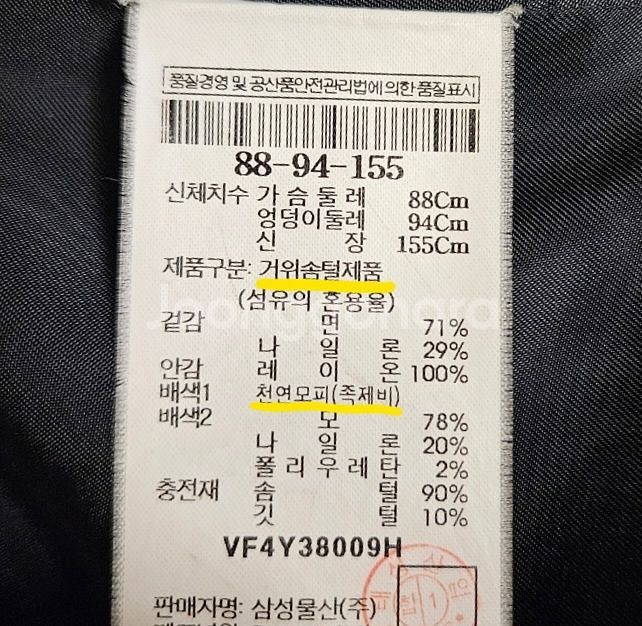 품질경영 및 공산품안전관리법에 의한 품질표시
88-94-155
신체치수 가슴둘레 88Cm
엉덩이둘레 94Cm
신장 155Cm
제품구분: 거위솜털제품
(섬유의 혼용율)
겉감 면 71%
나일론 29%
안감 레이온 100%
배색1 천연모피(족제비)
배색2 모 78%
나일론 20%
폴리우레탄 2%
충전재 솜털 90%
깃털 10%
VF4Y38009H
판매자명: 삼성물산(주)